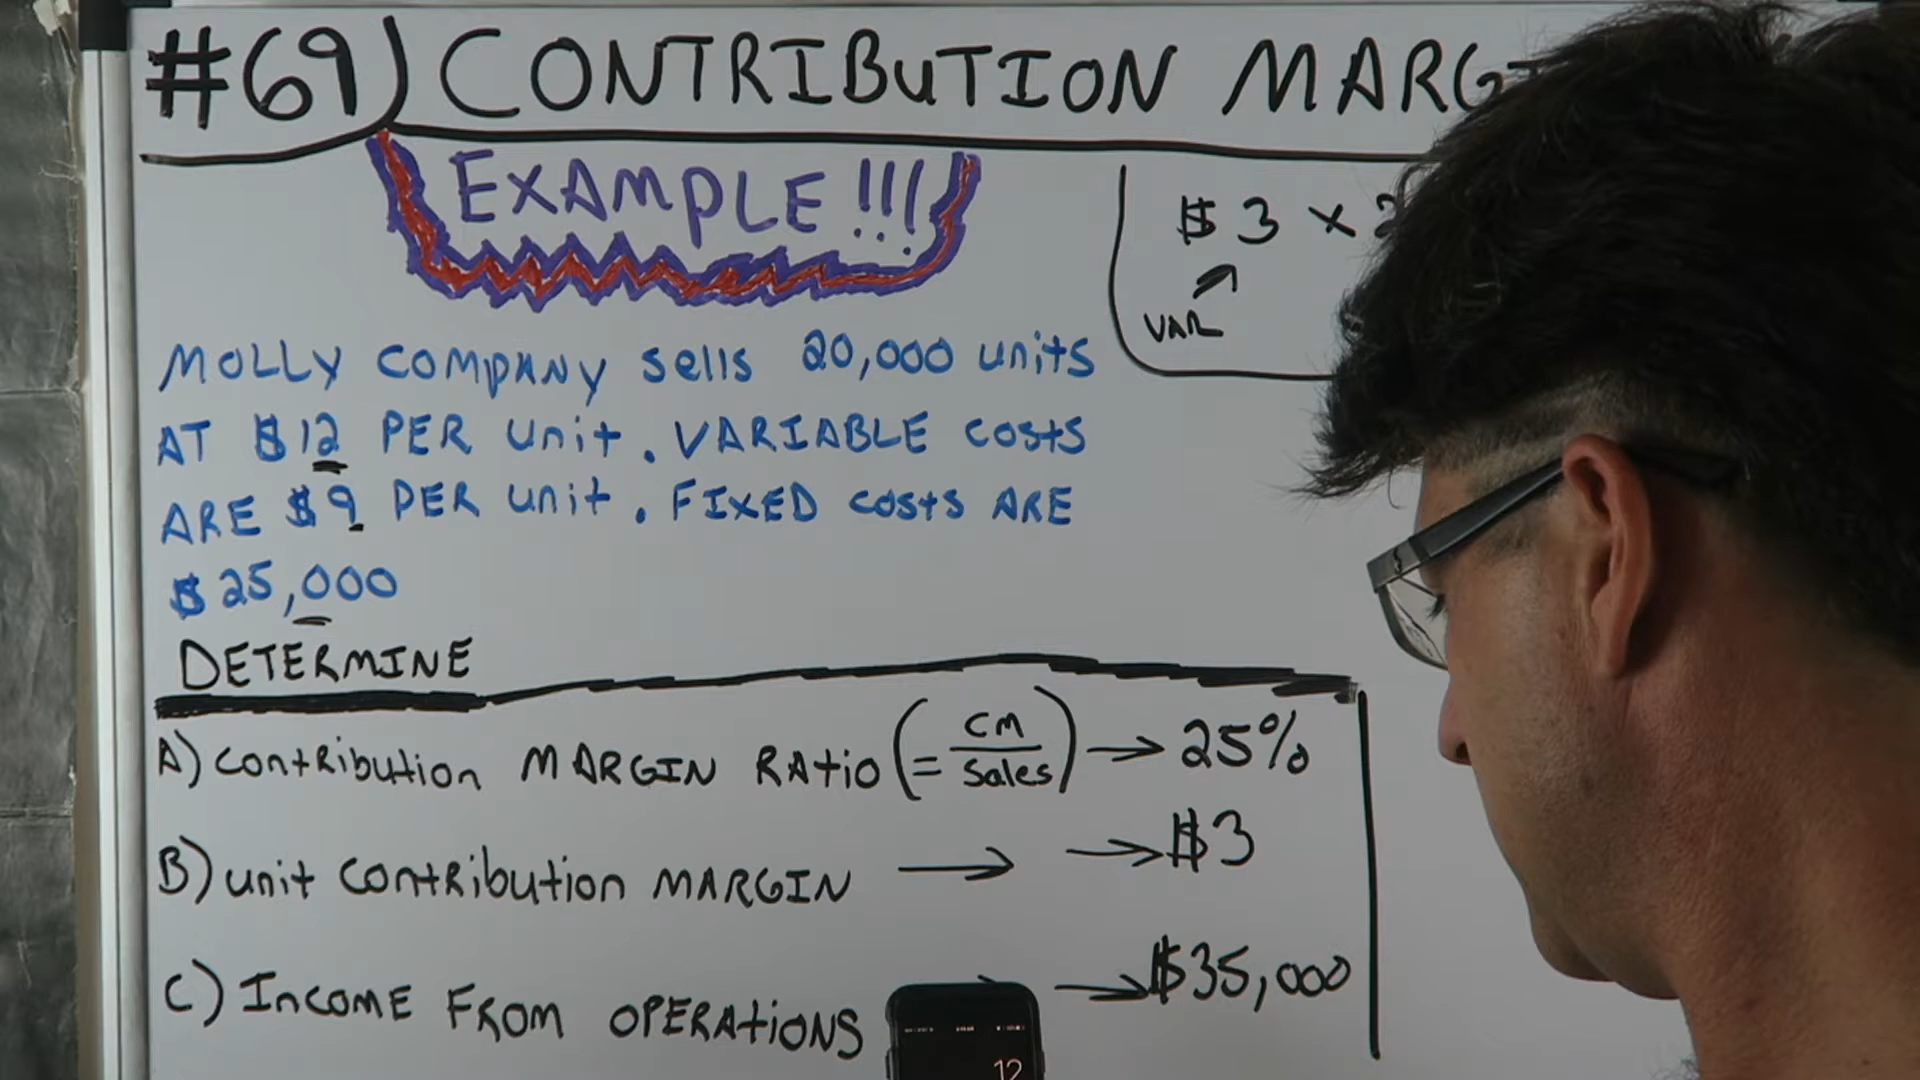 #69) CONTRIBUTION MARG
EXAMPLE!!!
$3 x
VAR
MOLLY COMPANY sells 20,000 units
AT $12 PER unit. VARIABLE costs
ARE $9 PER unit. FIXED costs ARE
$25,000
DETERMINE
A) contribution MARGIN RAtio (= CM / Sales) → 25%
B) unit contribution MARGIN → → $3
C) Income FROM OPERAtiONS → $35,000
12